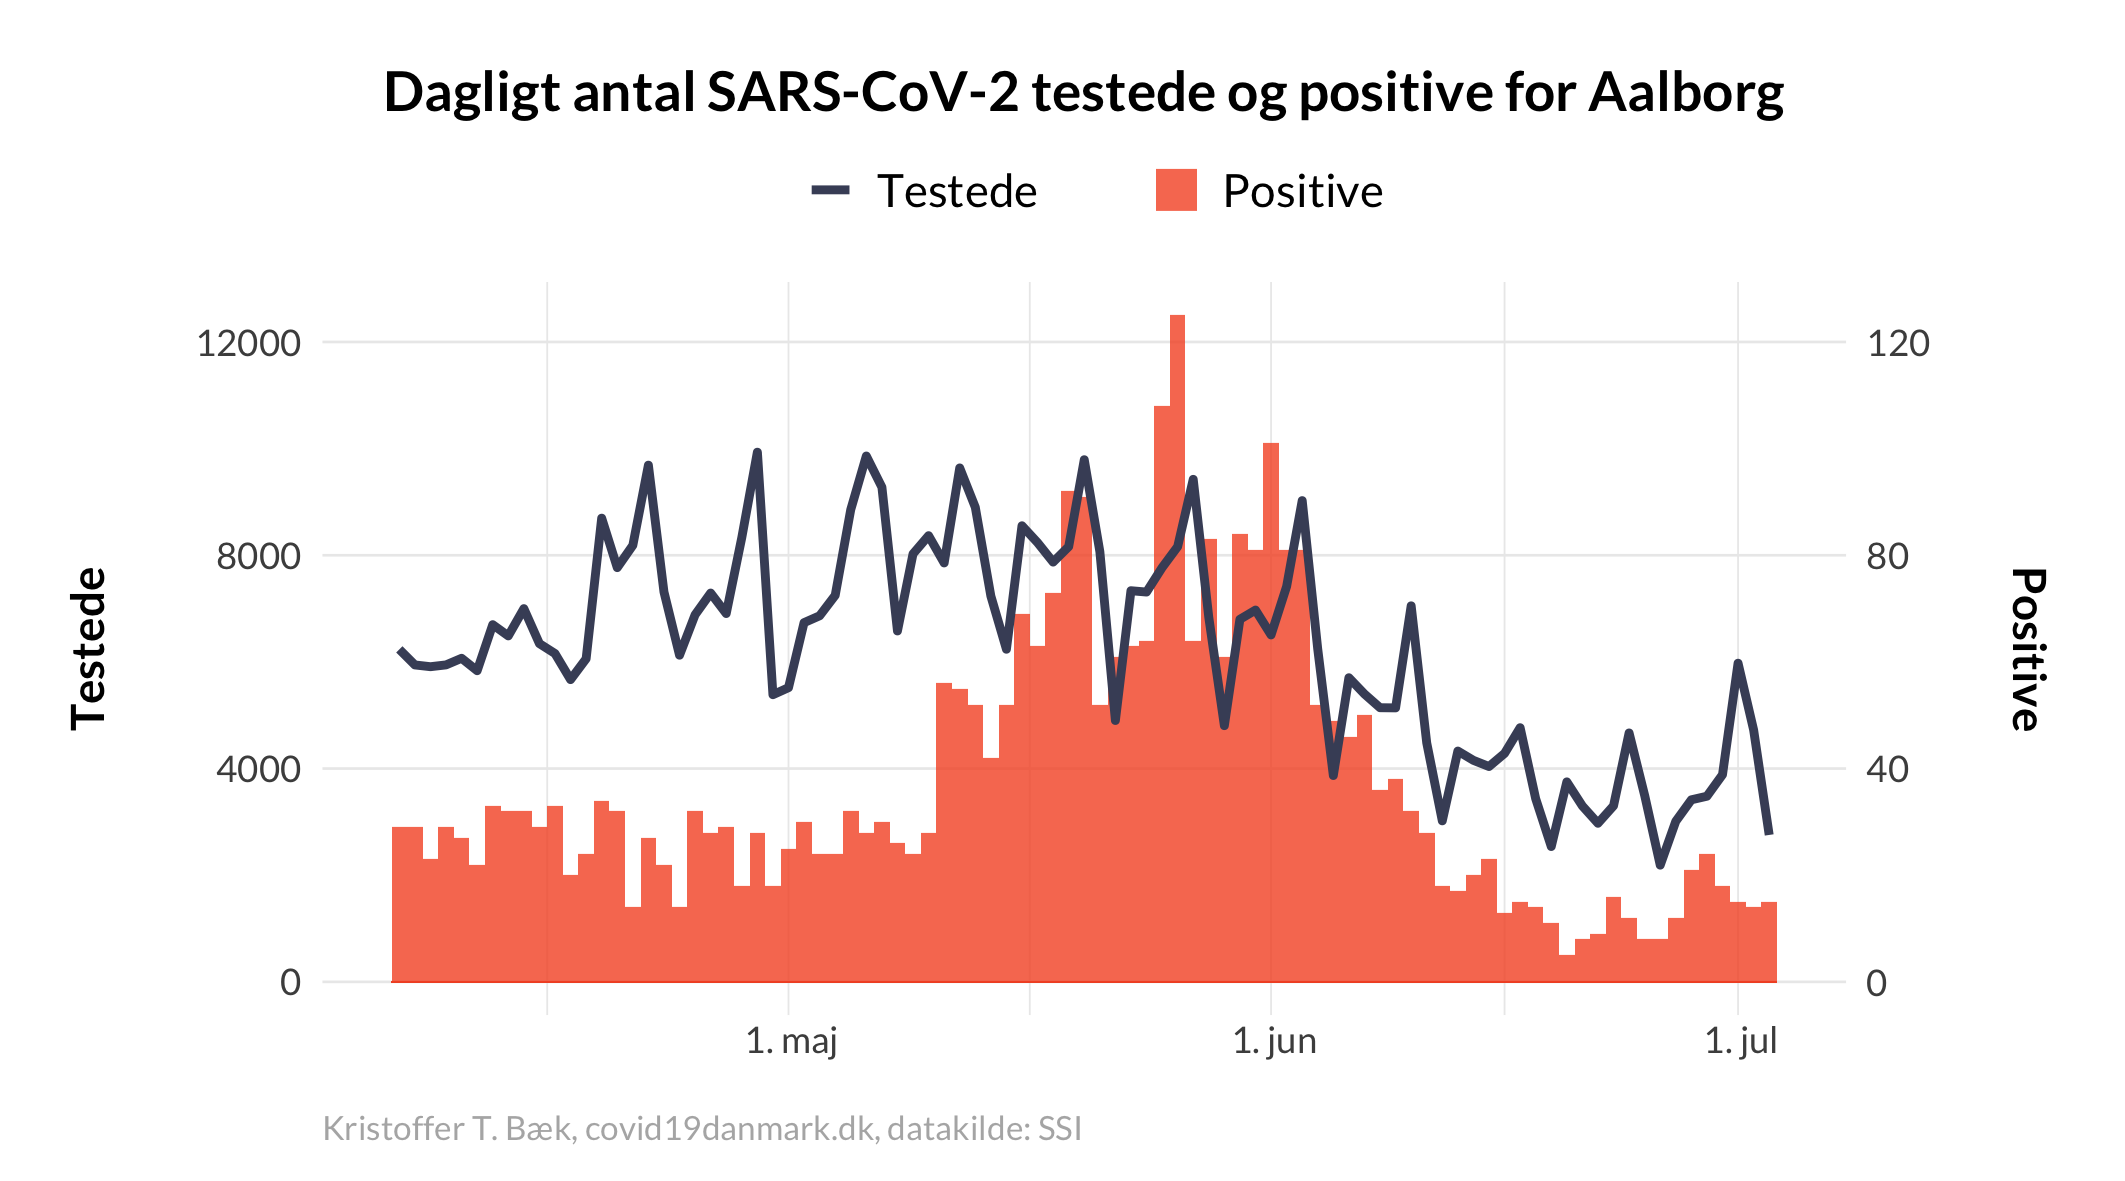 Dagligt antal SARS-CoV-2 testede og positive for Aalborg
Testede
Positive
12000
8000
4000
0
120
80
40
0
Testede
Positive
1. maj
1. jun
1. jul
Kristoffer T. Bæk, covid19danmark.dk, datakilde: SSI